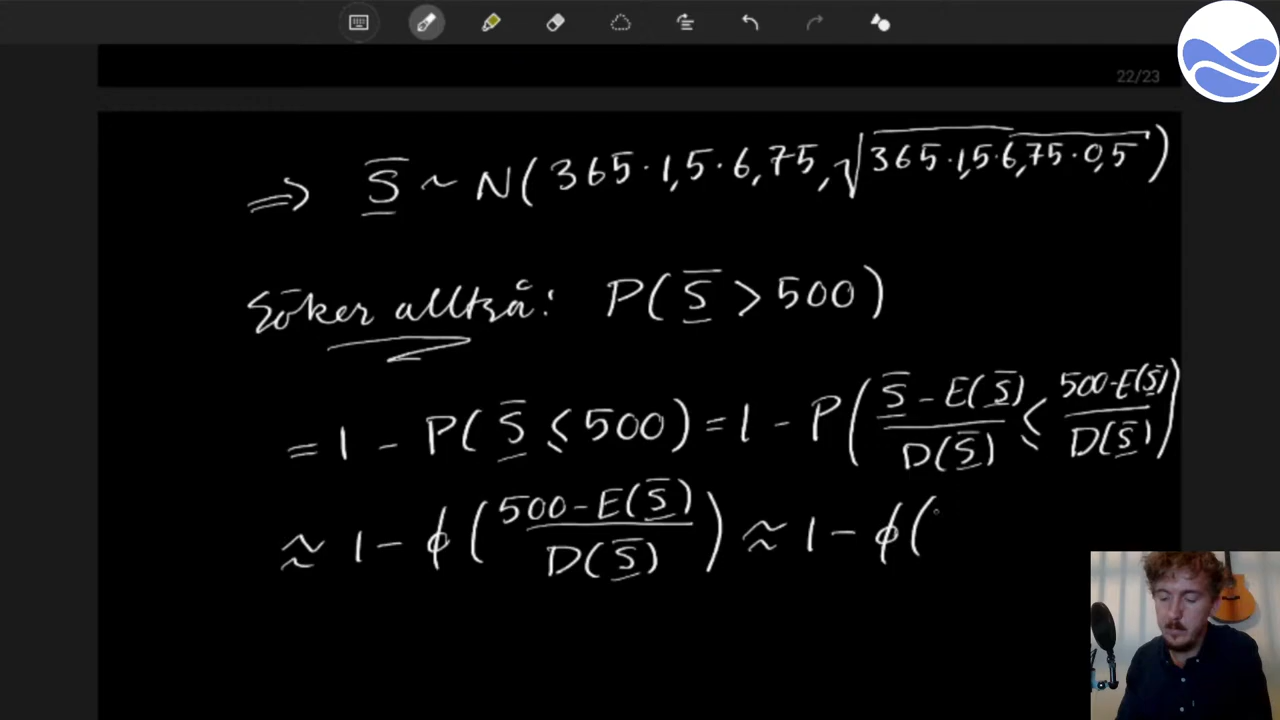 22/23
⇒ S ~ N(365·1,5·6,75, √365·1,5·6,75·0,5)
Söker alltså: P(S > 500)
= 1 - P(S ≤ 500) = 1 - P((S - E(S))/D(S) ≤ (500-E(S))/D(S))
≈ 1 - ϕ((500-E(S))/D(S)) ≈ 1 - ϕ(